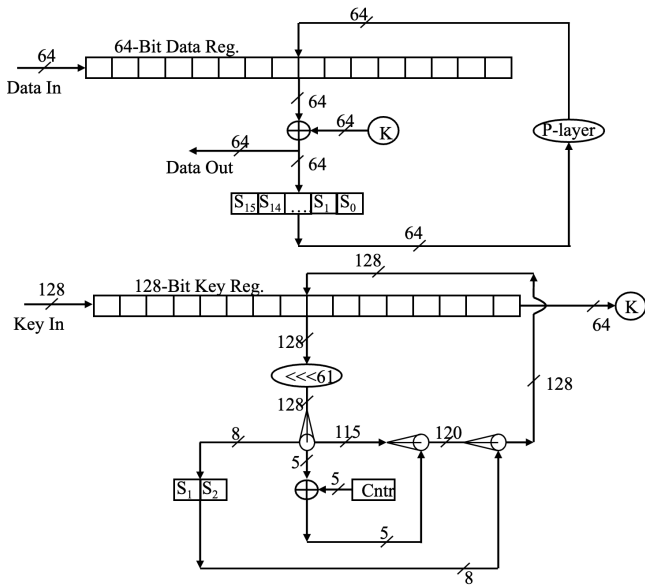 64
64-Bit Data Reg.
64
Data In
64
64
K
64
P-layer
Data Out
64
S15 S14 .... S1 S0
64
128
128
128-Bit Key Reg.
K
Key In
64
128
<<<61
128
128
8
115
120
5
S1 S2
5
Cntr
5
8